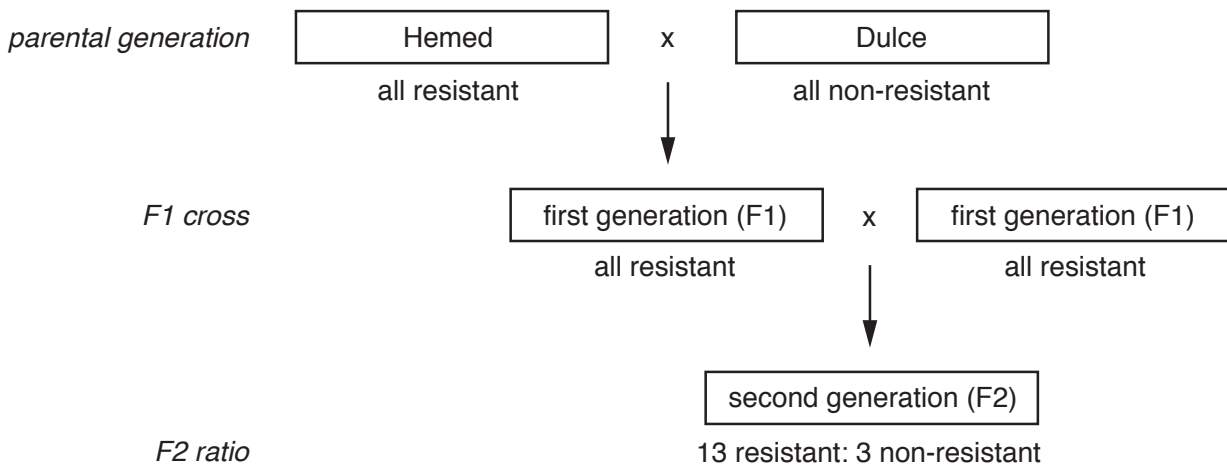 parental generation Hemed x Dulce
all resistant all non-resistant
F1 cross first generation (F1) x first generation (F1)
all resistant all resistant
second generation (F2)
F2 ratio 13 resistant: 3 non-resistant